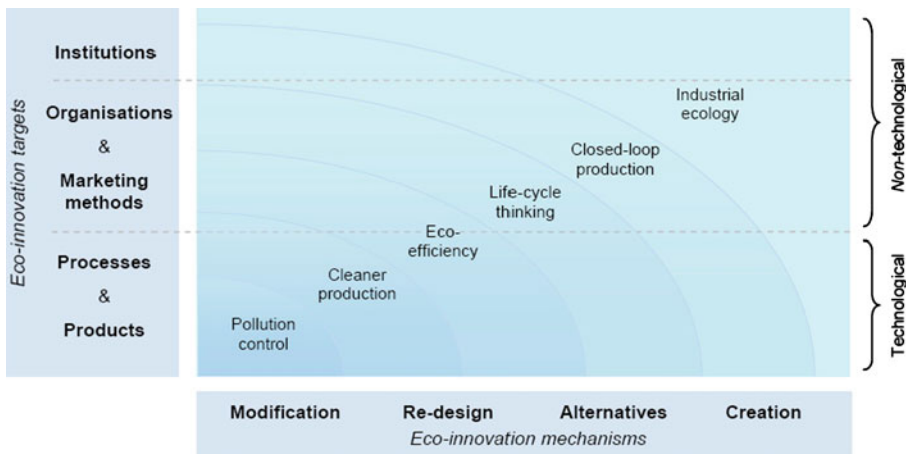 Eco-innovation targets
Institutions
Organisations
&
Marketing
methods
Processes
&
Products
Industrial
ecology
Closed-loop
production
Life-cycle
thinking
Eco-
efficiency
Cleaner
production
Pollution
control
Non-technological
Technological
Modification
Re-design
Alternatives
Creation
Eco-innovation mechanisms